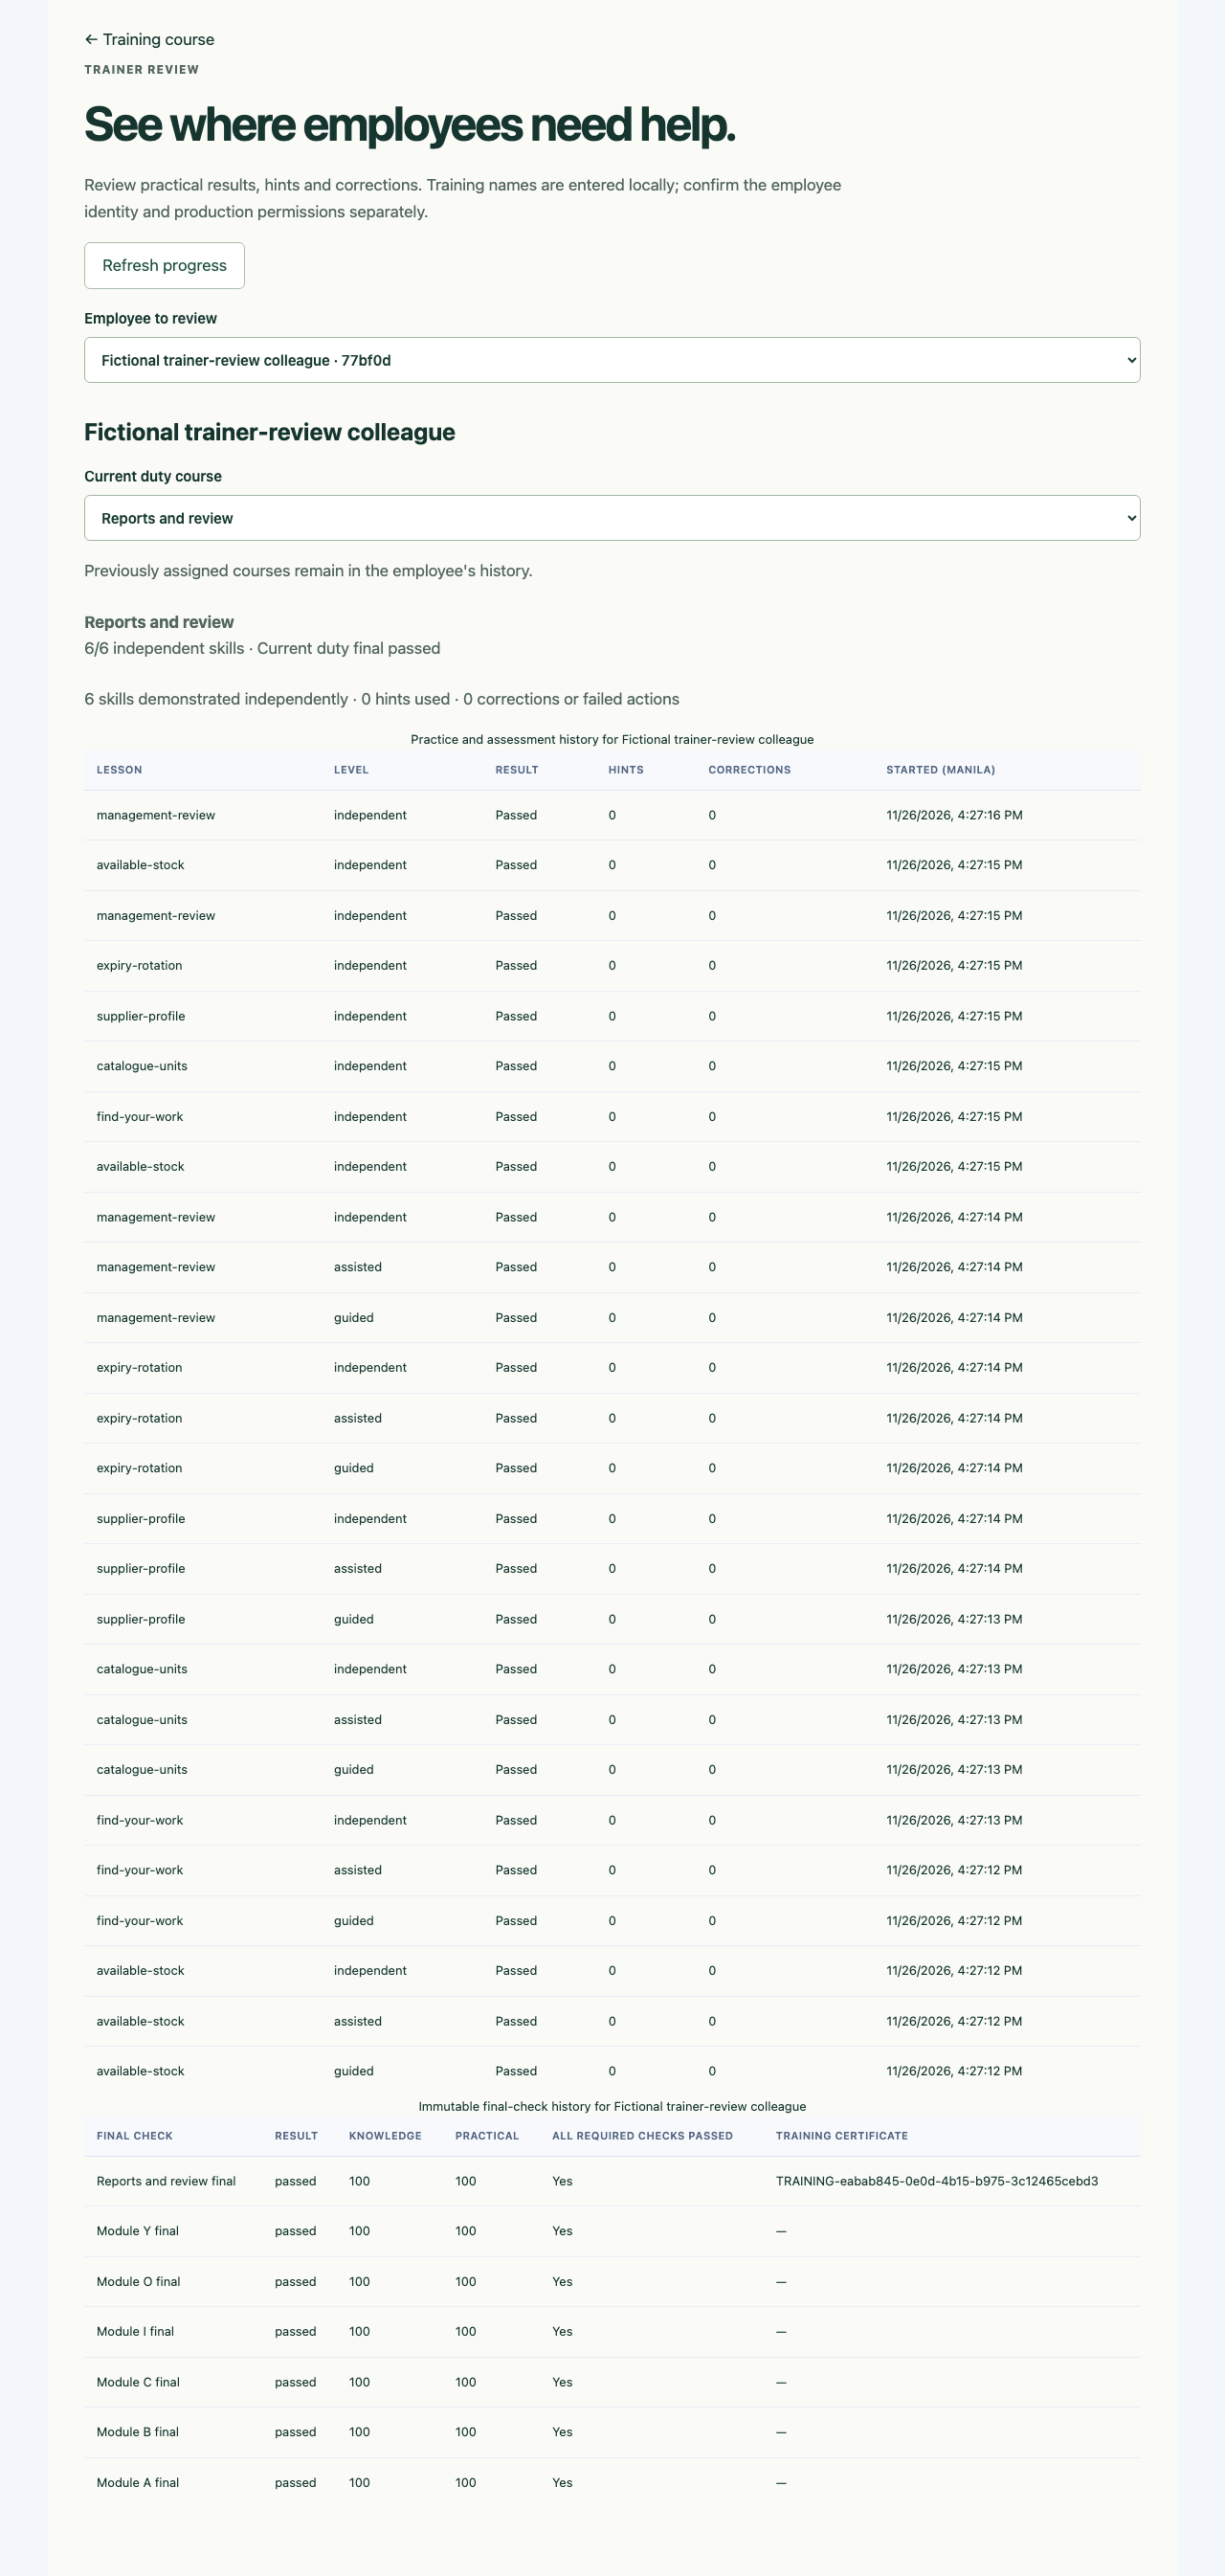 ← Training course
TRAINER REVIEW
See where employees need help.
Review practical results, hints and corrections. Training names are entered locally; confirm the employee
identity and production permissions separately.
Refresh progress
Employee to review
Fictional trainer-review colleague · 77bf0d
Fictional trainer-review colleague
Current duty course
Reports and review
Previously assigned courses remain in the employee's history.
Reports and review
6/6 independent skills · Current duty final passed
6 skills demonstrated independently · 0 hints used · 0 corrections or failed actions
Practice and assessment history for Fictional trainer-review colleague
LESSON LEVEL RESULT HINTS CORRECTIONS STARTED (MANILA)
management-review independent Passed 0 0 11/26/2026, 4:27:16 PM
available-stock independent Passed 0 0 11/26/2026, 4:27:15 PM
management-review independent Passed 0 0 11/26/2026, 4:27:15 PM
expiry-rotation independent Passed 0 0 11/26/2026, 4:27:15 PM
supplier-profile independent Passed 0 0 11/26/2026, 4:27:15 PM
catalogue-units independent Passed 0 0 11/26/2026, 4:27:15 PM
find-your-work independent Passed 0 0 11/26/2026, 4:27:15 PM
available-stock independent Passed 0 0 11/26/2026, 4:27:15 PM
management-review independent Passed 0 0 11/26/2026, 4:27:14 PM
management-review assisted Passed 0 0 11/26/2026, 4:27:14 PM
management-review guided Passed 0 0 11/26/2026, 4:27:14 PM
expiry-rotation independent Passed 0 0 11/26/2026, 4:27:14 PM
expiry-rotation assisted Passed 0 0 11/26/2026, 4:27:14 PM
expiry-rotation guided Passed 0 0 11/26/2026, 4:27:14 PM
supplier-profile independent Passed 0 0 11/26/2026, 4:27:14 PM
supplier-profile assisted Passed 0 0 11/26/2026, 4:27:14 PM
supplier-profile guided Passed 0 0 11/26/2026, 4:27:13 PM
catalogue-units independent Passed 0 0 11/26/2026, 4:27:13 PM
catalogue-units assisted Passed 0 0 11/26/2026, 4:27:13 PM
catalogue-units guided Passed 0 0 11/26/2026, 4:27:13 PM
find-your-work independent Passed 0 0 11/26/2026, 4:27:13 PM
find-your-work assisted Passed 0 0 11/26/2026, 4:27:12 PM
find-your-work guided Passed 0 0 11/26/2026, 4:27:12 PM
available-stock independent Passed 0 0 11/26/2026, 4:27:12 PM
available-stock assisted Passed 0 0 11/26/2026, 4:27:12 PM
available-stock guided Passed 0 0 11/26/2026, 4:27:12 PM
Immutable final-check history for Fictional trainer-review colleague
FINAL CHECK RESULT KNOWLEDGE PRACTICAL ALL REQUIRED CHECKS PASSED TRAINING CERTIFICATE
Reports and review final passed 100 100 Yes TRAINING-eabab845-0e0d-4b15-b975-3c12465cebd3
Module Y final passed 100 100 Yes —
Module O final passed 100 100 Yes —
Module I final passed 100 100 Yes —
Module C final passed 100 100 Yes —
Module B final passed 100 100 Yes —
Module A final passed 100 100 Yes —